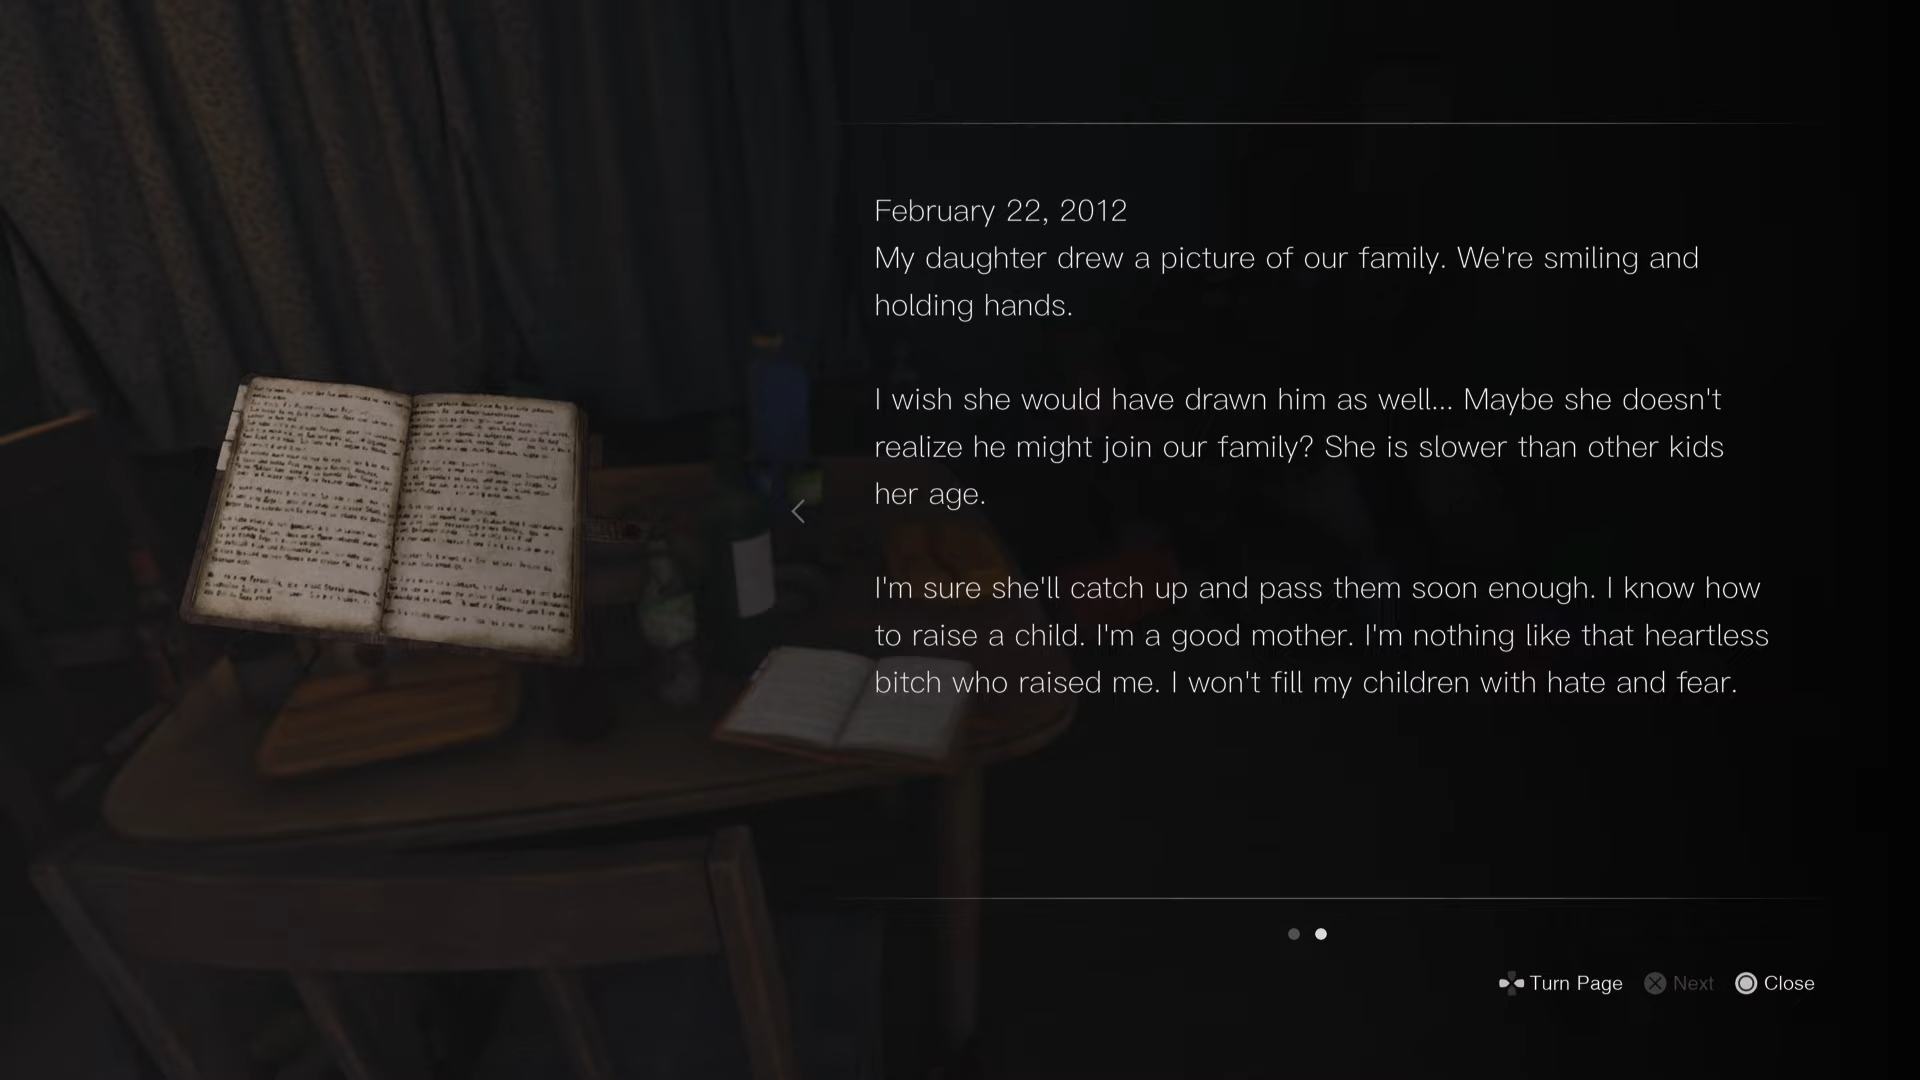 February 22, 2012
My daughter drew a picture of our family. We're smiling and
holding hands.
I wish she would have drawn him as well... Maybe she doesn't
realize he might join our family? She is slower than other kids
her age.
I'm sure she'll catch up and pass them soon enough. I know how
to raise a child. I'm a good mother. I'm nothing like that heartless
bitch who raised me. I won't fill my children with hate and fear.
Turn Page Next Close